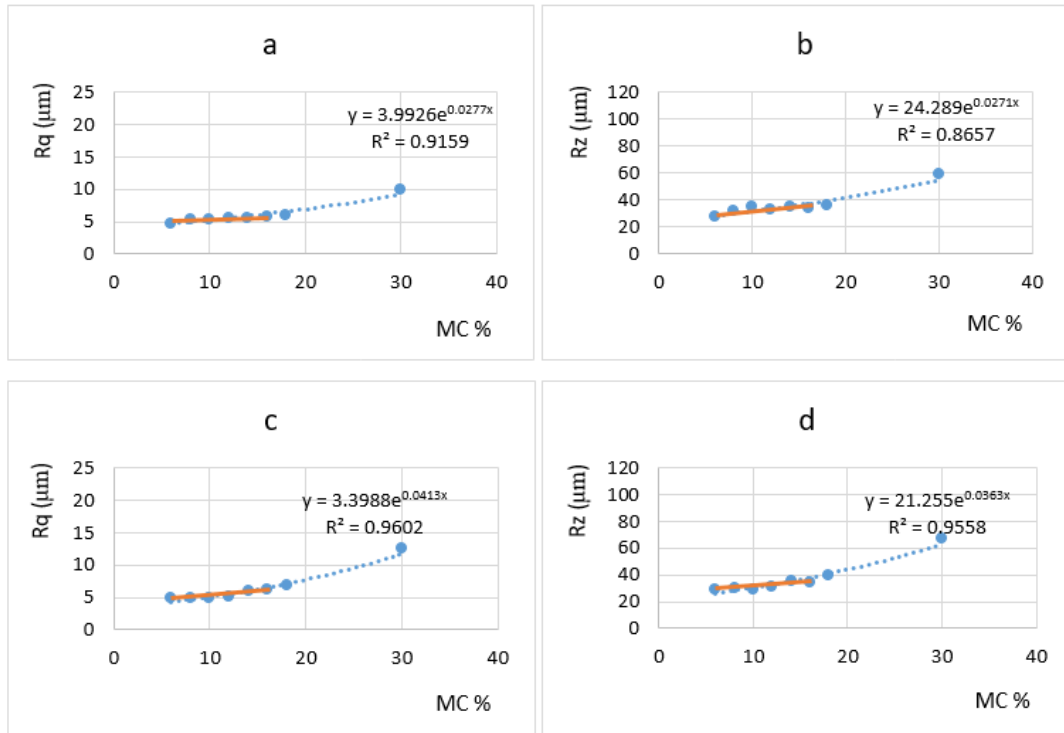 a
25
20
15
10
5
0
Rq (μm)
y = 3.9926e^0.0277x
R² = 0.9159
0 10 20 30 40
MC %
b
120
100
80
60
40
20
0
Rz (μm)
y = 24.289e^0.0271x
R² = 0.8657
0 10 20 30 40
MC %
c
25
20
15
10
5
0
Rq (μm)
y = 3.3988e^0.0413x
R² = 0.9602
0 10 20 30 40
MC %
d
120
100
80
60
40
20
0
Rz (μm)
y = 21.255e^0.0363x
R² = 0.9558
0 10 20 30 40
MC %